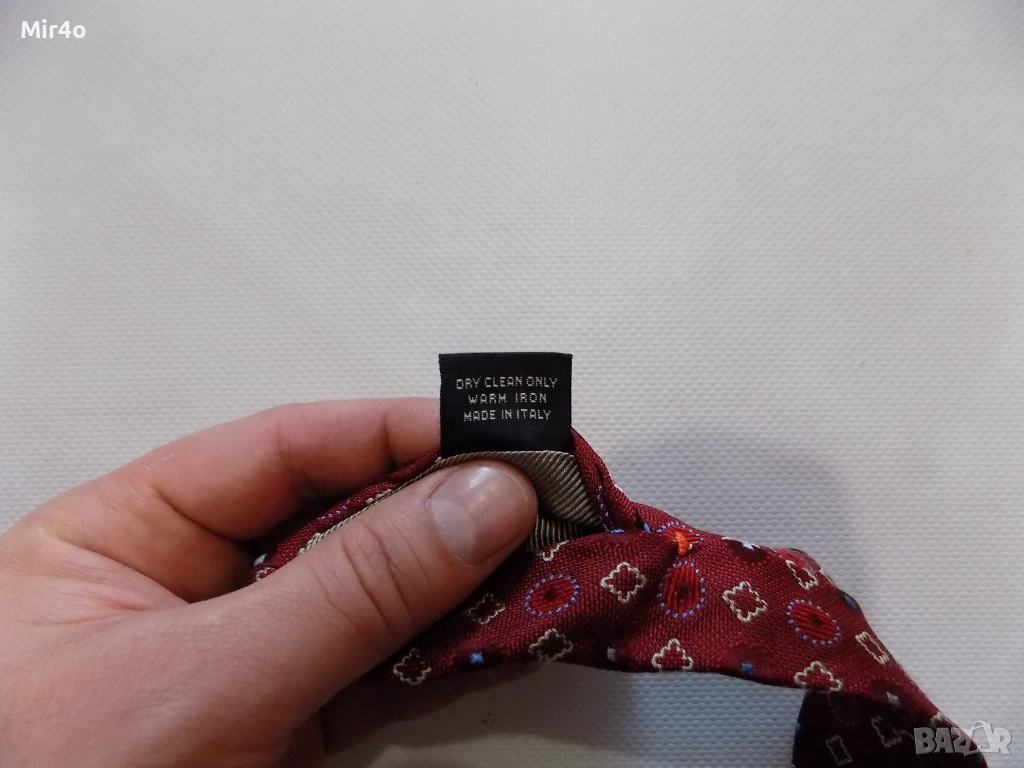 Mir4o
DRY CLEAN ONLY
WARM IRON
MADE IN ITALY
BAZAR